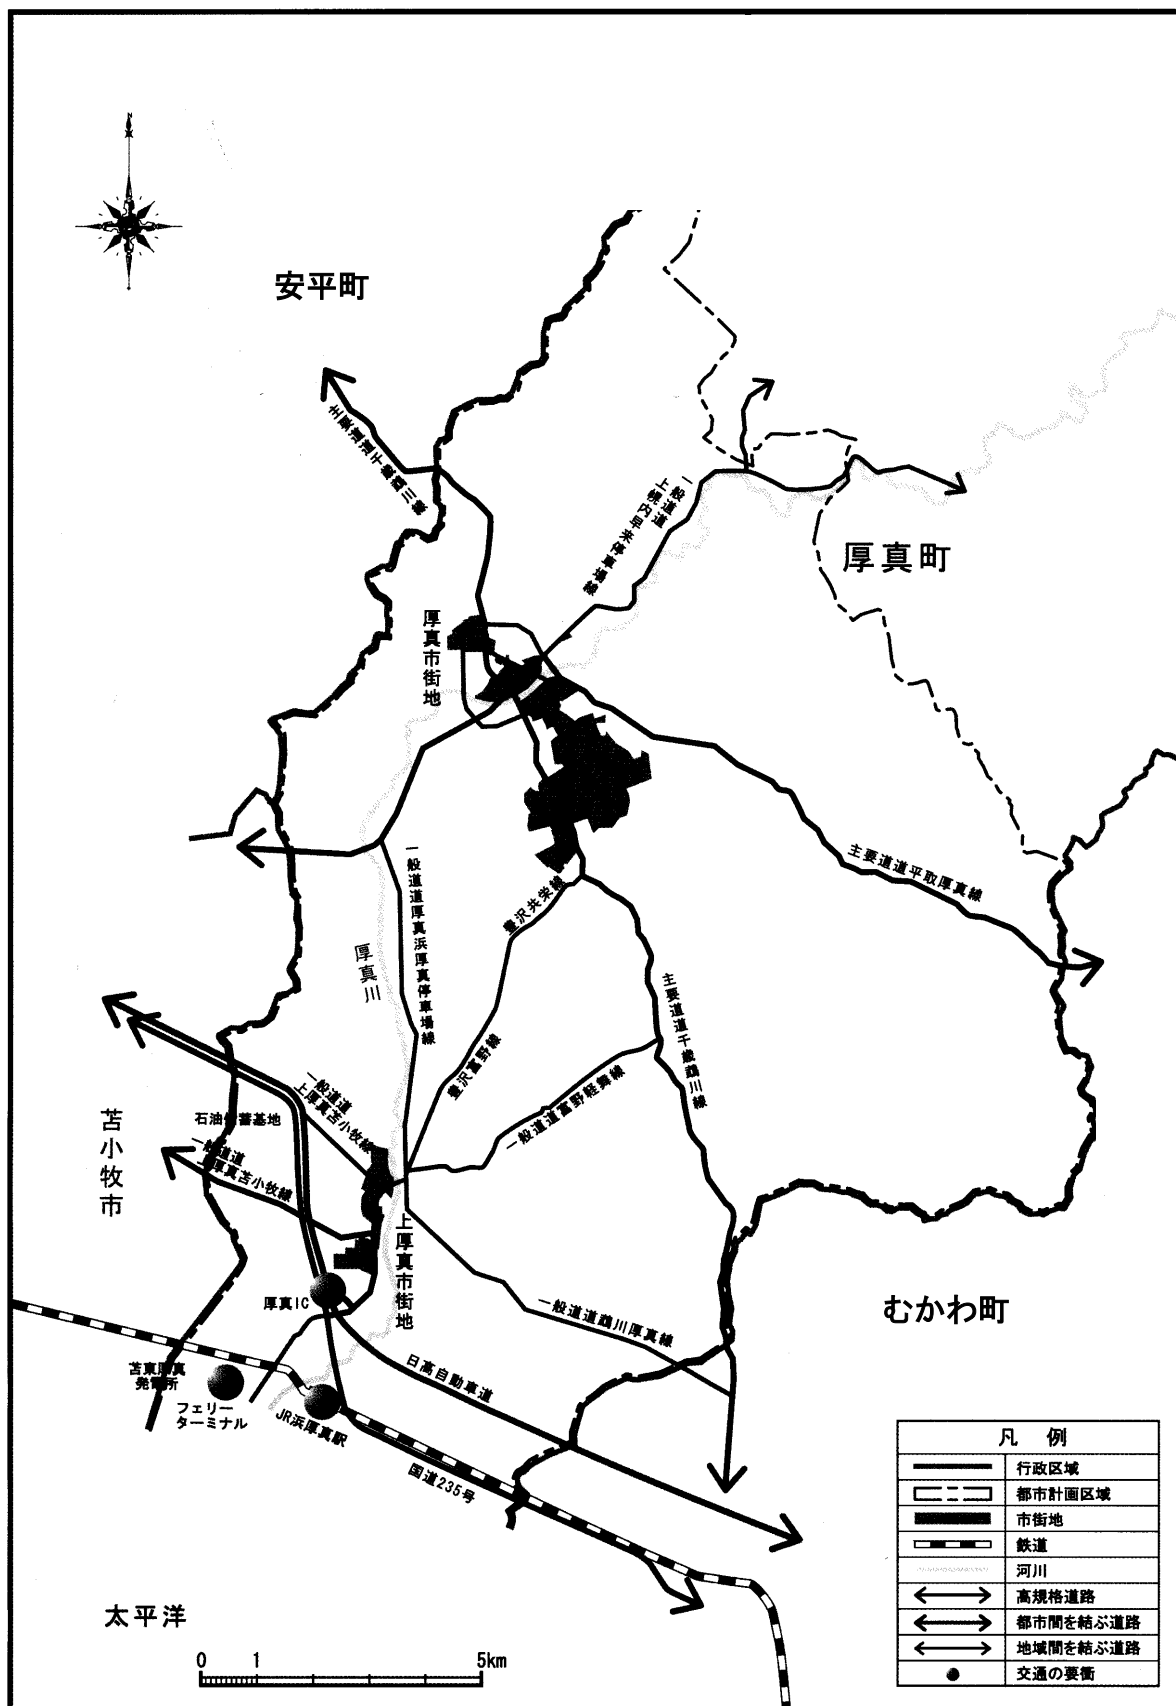 N
安平町
主要道道千歳鵡川線
一般道道
上幌内早来停車場線
厚真町
厚真市街地
主要道道平取厚真線
一般道道厚真浜厚真停車場線
豊沢共栄線
厚真川
主要道道千歳鵡川線
豊沢富野線
一般道道富野軽舞線
一般道道
上厚真苫小牧線
石油備蓄基地
一般道道
上厚真苫小牧線
苫小牧市
上厚真市街地
厚真IC
一般道道鵡川厚真線
むかわ町
日高自動車道
苫東厚真
発電所
フェリー
ターミナル
JR浜厚真駅
国道235号
太平洋
0 1 5km
凡 例
行政区域
都市計画区域
市街地
鉄道
河川
高規格道路
都市間を結ぶ道路
地域間を結ぶ道路
交通の要衝